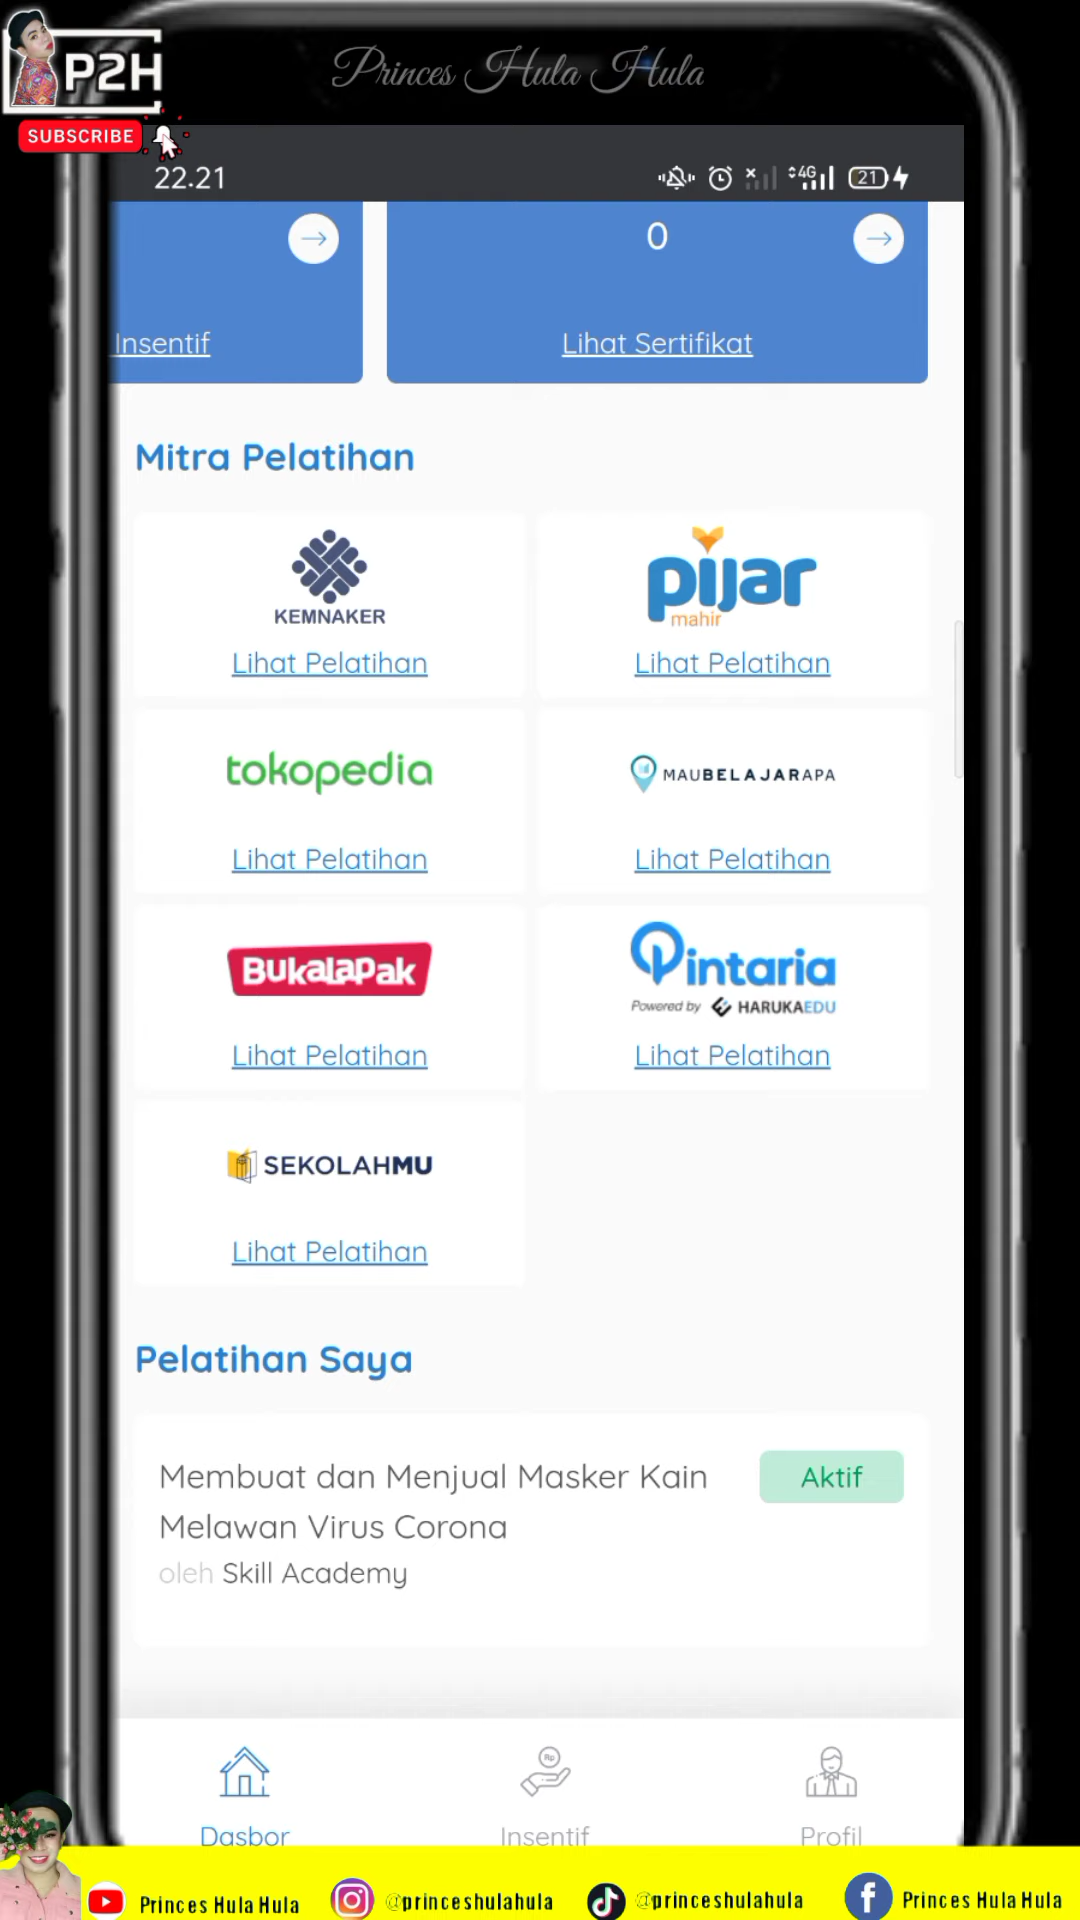 P2H
Princes Hula Hula
SUBSCRIBE
22.21
4G
21
0
Insentif
Lihat Sertifikat
Mitra Pelatihan
KEMNAKER
pijar
mahir
Lihat Pelatihan
Lihat Pelatihan
tokopedia
MAUBELAJARAPA
Lihat Pelatihan
Lihat Pelatihan
BukalaPak
Pintaria
Powered by HARUKAEDU
Lihat Pelatihan
Lihat Pelatihan
SEKOLAHMU
Lihat Pelatihan
Pelatihan Saya
Membuat dan Menjual Masker Kain
Melawan Virus Corona
Aktif
oleh Skill Academy
Rp
Dasbor
Insentif
Profil
Princes Hula Hula
@princeshulahula
@princeshulahula
Princes Hula Hula